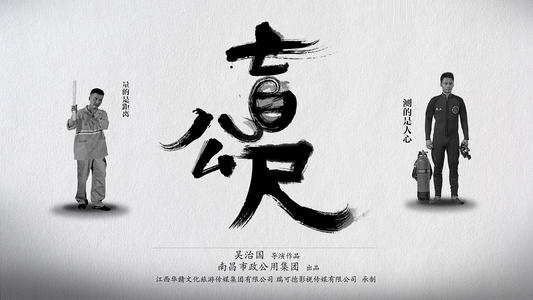 量的是距离
公尺
测的是人心
吴治国 导演作品
南昌市政公用集团 出品
江西华赣文化旅游传媒集团有限公司 瑞可德影视传媒有限公司 承制